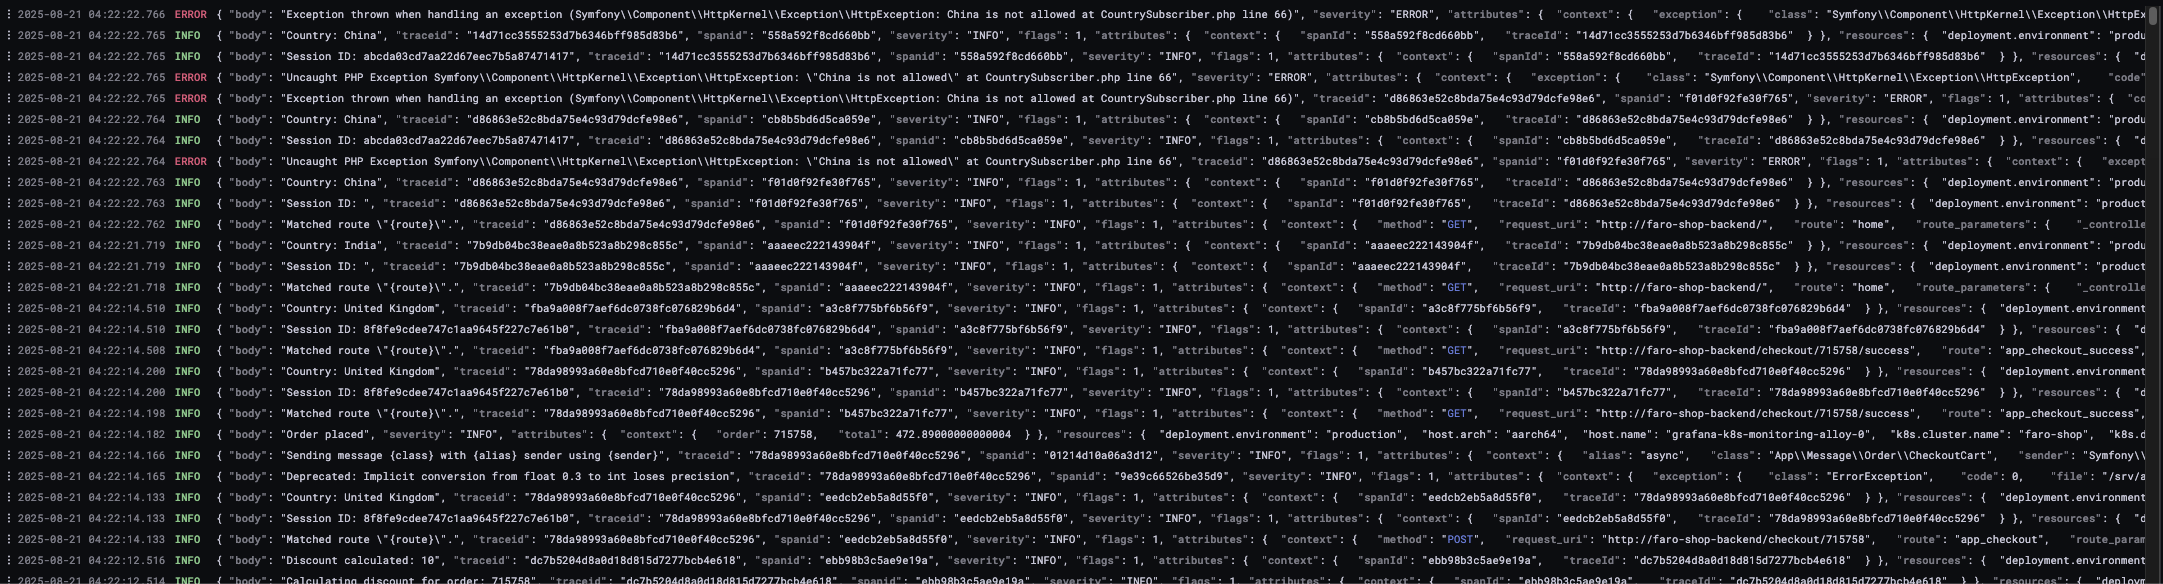 ⋮ 2025-08-21 04:22:22.766 ERROR { "body": "Exception thrown when handling an exception (Symfony\\Component\\HttpKernel\\Exception\\HttpException: China is not allowed at CountrySubscriber.php line 66)", "severity": "ERROR", "attributes": { "context": { "exception": { "class": "Symfony\\Component\\HttpKernel\\Exception\\HttpEx
⋮ 2025-08-21 04:22:22.765 INFO { "body": "Country: China", "traceid": "14d71cc3555253d7b6346bff985d83b6", "spanid": "558a592f8cd660bb", "severity": "INFO", "flags": 1, "attributes": { "context": { "spanId": "558a592f8cd660bb", "traceId": "14d71cc3555253d7b6346bff985d83b6" } }, "resources": { "deployment.environment": "produ
⋮ 2025-08-21 04:22:22.765 INFO { "body": "Session ID: abcda03cd7aa22d67eec7b5a87471417", "traceid": "14d71cc3555253d7b6346bff985d83b6", "spanid": "558a592f8cd660bb", "severity": "INFO", "flags": 1, "attributes": { "context": { "spanId": "558a592f8cd660bb", "traceId": "14d71cc3555253d7b6346bff985d83b6" } }, "resources": { "d
⋮ 2025-08-21 04:22:22.765 ERROR { "body": "Uncaught PHP Exception Symfony\\Component\\HttpKernel\\Exception\\HttpException: \"China is not allowed\" at CountrySubscriber.php line 66", "severity": "ERROR", "attributes": { "context": { "exception": { "class": "Symfony\\Component\\HttpKernel\\Exception\\HttpException", "code"
⋮ 2025-08-21 04:22:22.765 ERROR { "body": "Exception thrown when handling an exception (Symfony\\Component\\HttpKernel\\Exception\\HttpException: China is not allowed at CountrySubscriber.php line 66)", "traceid": "d86863e52c8bda75e4c93d79dcfe98e6", "spanid": "f01d0f92fe30f765", "severity": "ERROR", "flags": 1, "attributes": { "co
⋮ 2025-08-21 04:22:22.764 INFO { "body": "Country: China", "traceid": "d86863e52c8bda75e4c93d79dcfe98e6", "spanid": "cb8b5bd6d5ca059e", "severity": "INFO", "flags": 1, "attributes": { "context": { "spanId": "cb8b5bd6d5ca059e", "traceId": "d86863e52c8bda75e4c93d79dcfe98e6" } }, "resources": { "deployment.environment": "produ
⋮ 2025-08-21 04:22:22.764 INFO { "body": "Session ID: abcda03cd7aa22d67eec7b5a87471417", "traceid": "d86863e52c8bda75e4c93d79dcfe98e6", "spanid": "cb8b5bd6d5ca059e", "severity": "INFO", "flags": 1, "attributes": { "context": { "spanId": "cb8b5bd6d5ca059e", "traceId": "d86863e52c8bda75e4c93d79dcfe98e6" } }, "resources": { "d
⋮ 2025-08-21 04:22:22.764 ERROR { "body": "Uncaught PHP Exception Symfony\\Component\\HttpKernel\\Exception\\HttpException: \"China is not allowed\" at CountrySubscriber.php line 66", "traceid": "d86863e52c8bda75e4c93d79dcfe98e6", "spanid": "f01d0f92fe30f765", "severity": "ERROR", "flags": 1, "attributes": { "context": { "except
⋮ 2025-08-21 04:22:22.763 INFO { "body": "Country: China", "traceid": "d86863e52c8bda75e4c93d79dcfe98e6", "spanid": "f01d0f92fe30f765", "severity": "INFO", "flags": 1, "attributes": { "context": { "spanId": "f01d0f92fe30f765", "traceId": "d86863e52c8bda75e4c93d79dcfe98e6" } }, "resources": { "deployment.environment": "produ
⋮ 2025-08-21 04:22:22.763 INFO { "body": "Session ID: ", "traceid": "d86863e52c8bda75e4c93d79dcfe98e6", "spanid": "f01d0f92fe30f765", "severity": "INFO", "flags": 1, "attributes": { "context": { "spanId": "f01d0f92fe30f765", "traceId": "d86863e52c8bda75e4c93d79dcfe98e6" } }, "resources": { "deployment.environment": "product
⋮ 2025-08-21 04:22:22.762 INFO { "body": "Matched route \"{route}\".", "traceid": "d86863e52c8bda75e4c93d79dcfe98e6", "spanid": "f01d0f92fe30f765", "severity": "INFO", "flags": 1, "attributes": { "context": { "method": "GET", "request_uri": "http://faro-shop-backend/", "route": "home", "route_parameters": { "_controlle
⋮ 2025-08-21 04:22:21.719 INFO { "body": "Country: India", "traceid": "7b9db04bc38eae0a8b523a8b298c855c", "spanid": "aaaeec222143904f", "severity": "INFO", "flags": 1, "attributes": { "context": { "spanId": "aaaeec222143904f", "traceId": "7b9db04bc38eae0a8b523a8b298c855c" } }, "resources": { "deployment.environment": "produ
⋮ 2025-08-21 04:22:21.719 INFO { "body": "Session ID: ", "traceid": "7b9db04bc38eae0a8b523a8b298c855c", "spanid": "aaaeec222143904f", "severity": "INFO", "flags": 1, "attributes": { "context": { "spanId": "aaaeec222143904f", "traceId": "7b9db04bc38eae0a8b523a8b298c855c" } }, "resources": { "deployment.environment": "product
⋮ 2025-08-21 04:22:21.718 INFO { "body": "Matched route \"{route}\".", "traceid": "7b9db04bc38eae0a8b523a8b298c855c", "spanid": "aaaeec222143904f", "severity": "INFO", "flags": 1, "attributes": { "context": { "method": "GET", "request_uri": "http://faro-shop-backend/", "route": "home", "route_parameters": { "_controlle
⋮ 2025-08-21 04:22:14.510 INFO { "body": "Country: United Kingdom", "traceid": "fba9a008f7aef6dc0738fc076829b6d4", "spanid": "a3c8f775bf6b56f9", "severity": "INFO", "flags": 1, "attributes": { "context": { "spanId": "a3c8f775bf6b56f9", "traceId": "fba9a008f7aef6dc0738fc076829b6d4" } }, "resources": { "deployment.environment
⋮ 2025-08-21 04:22:14.510 INFO { "body": "Session ID: 8f8fe9cdee747c1aa9645f227c7e61b0", "traceid": "fba9a008f7aef6dc0738fc076829b6d4", "spanid": "a3c8f775bf6b56f9", "severity": "INFO", "flags": 1, "attributes": { "context": { "spanId": "a3c8f775bf6b56f9", "traceId": "fba9a008f7aef6dc0738fc076829b6d4" } }, "resources": { "d
⋮ 2025-08-21 04:22:14.508 INFO { "body": "Matched route \"{route}\".", "traceid": "fba9a008f7aef6dc0738fc076829b6d4", "spanid": "a3c8f775bf6b56f9", "severity": "INFO", "flags": 1, "attributes": { "context": { "method": "GET", "request_uri": "http://faro-shop-backend/checkout/715758/success", "route": "app_checkout_success",
⋮ 2025-08-21 04:22:14.200 INFO { "body": "Country: United Kingdom", "traceid": "78da98993a60e8bfcd710e0f40cc5296", "spanid": "b457bc322a71fc77", "severity": "INFO", "flags": 1, "attributes": { "context": { "spanId": "b457bc322a71fc77", "traceId": "78da98993a60e8bfcd710e0f40cc5296" } }, "resources": { "deployment.environment
⋮ 2025-08-21 04:22:14.200 INFO { "body": "Session ID: 8f8fe9cdee747c1aa9645f227c7e61b0", "traceid": "78da98993a60e8bfcd710e0f40cc5296", "spanid": "b457bc322a71fc77", "severity": "INFO", "flags": 1, "attributes": { "context": { "spanId": "b457bc322a71fc77", "traceId": "78da98993a60e8bfcd710e0f40cc5296" } }, "resources": { "d
⋮ 2025-08-21 04:22:14.198 INFO { "body": "Matched route \"{route}\".", "traceid": "78da98993a60e8bfcd710e0f40cc5296", "spanid": "b457bc322a71fc77", "severity": "INFO", "flags": 1, "attributes": { "context": { "method": "GET", "request_uri": "http://faro-shop-backend/checkout/715758/success", "route": "app_checkout_success",
⋮ 2025-08-21 04:22:14.182 INFO { "body": "Order placed", "severity": "INFO", "attributes": { "context": { "order": 715758, "total": 472.89000000000004 } }, "resources": { "deployment.environment": "production", "host.arch": "aarch64", "host.name": "grafana-k8s-monitoring-alloy-0", "k8s.cluster.name": "faro-shop", "k8s.d
⋮ 2025-08-21 04:22:14.166 INFO { "body": "Sending message {class} with {alias} sender using {sender}", "traceid": "78da98993a60e8bfcd710e0f40cc5296", "spanid": "01214d10a06a3d12", "severity": "INFO", "flags": 1, "attributes": { "context": { "alias": "async", "class": "App\\Message\\Order\\CheckoutCart", "sender": "Symfony\\
⋮ 2025-08-21 04:22:14.165 INFO { "body": "Deprecated: Implicit conversion from float 0.3 to int loses precision", "traceid": "78da98993a60e8bfcd710e0f40cc5296", "spanid": "9e39c66526be35d9", "severity": "INFO", "flags": 1, "attributes": { "context": { "exception": { "class": "ErrorException", "code": 0, "file": "/srv/a
⋮ 2025-08-21 04:22:14.133 INFO { "body": "Country: United Kingdom", "traceid": "78da98993a60e8bfcd710e0f40cc5296", "spanid": "eedcb2eb5a8d55f0", "severity": "INFO", "flags": 1, "attributes": { "context": { "spanId": "eedcb2eb5a8d55f0", "traceId": "78da98993a60e8bfcd710e0f40cc5296" } }, "resources": { "deployment.environment
⋮ 2025-08-21 04:22:14.133 INFO { "body": "Session ID: 8f8fe9cdee747c1aa9645f227c7e61b0", "traceid": "78da98993a60e8bfcd710e0f40cc5296", "spanid": "eedcb2eb5a8d55f0", "severity": "INFO", "flags": 1, "attributes": { "context": { "spanId": "eedcb2eb5a8d55f0", "traceId": "78da98993a60e8bfcd710e0f40cc5296" } }, "resources": { "d
⋮ 2025-08-21 04:22:14.133 INFO { "body": "Matched route \"{route}\".", "traceid": "78da98993a60e8bfcd710e0f40cc5296", "spanid": "eedcb2eb5a8d55f0", "severity": "INFO", "flags": 1, "attributes": { "context": { "method": "POST", "request_uri": "http://faro-shop-backend/checkout/715758", "route": "app_checkout", "route_param
⋮ 2025-08-21 04:22:12.516 INFO { "body": "Discount calculated: 10", "traceid": "dc7b5204d8a0d18d815d7277bcb4e618", "spanid": "ebb98b3c5ae9e19a", "severity": "INFO", "flags": 1, "attributes": { "context": { "spanId": "ebb98b3c5ae9e19a", "traceId": "dc7b5204d8a0d18d815d7277bcb4e618" } }, "resources": { "deployment.environment
⋮ 2025-08-21 04:22:12.514 INFO { "body": "Calculating discount for order: 715758", "traceid": "dc7b5204d8a0d18d815d7277bcb4e618", "spanid": "ebb98b3c5ae9e19a", "severity": "INFO", "flags": 1, "attributes": { "context": { "spanId": "ebb98b3c5ae9e19a", "traceId": "dc7b5204d8a0d18d815d7277bcb4e618" } }, "resources": { "deploym